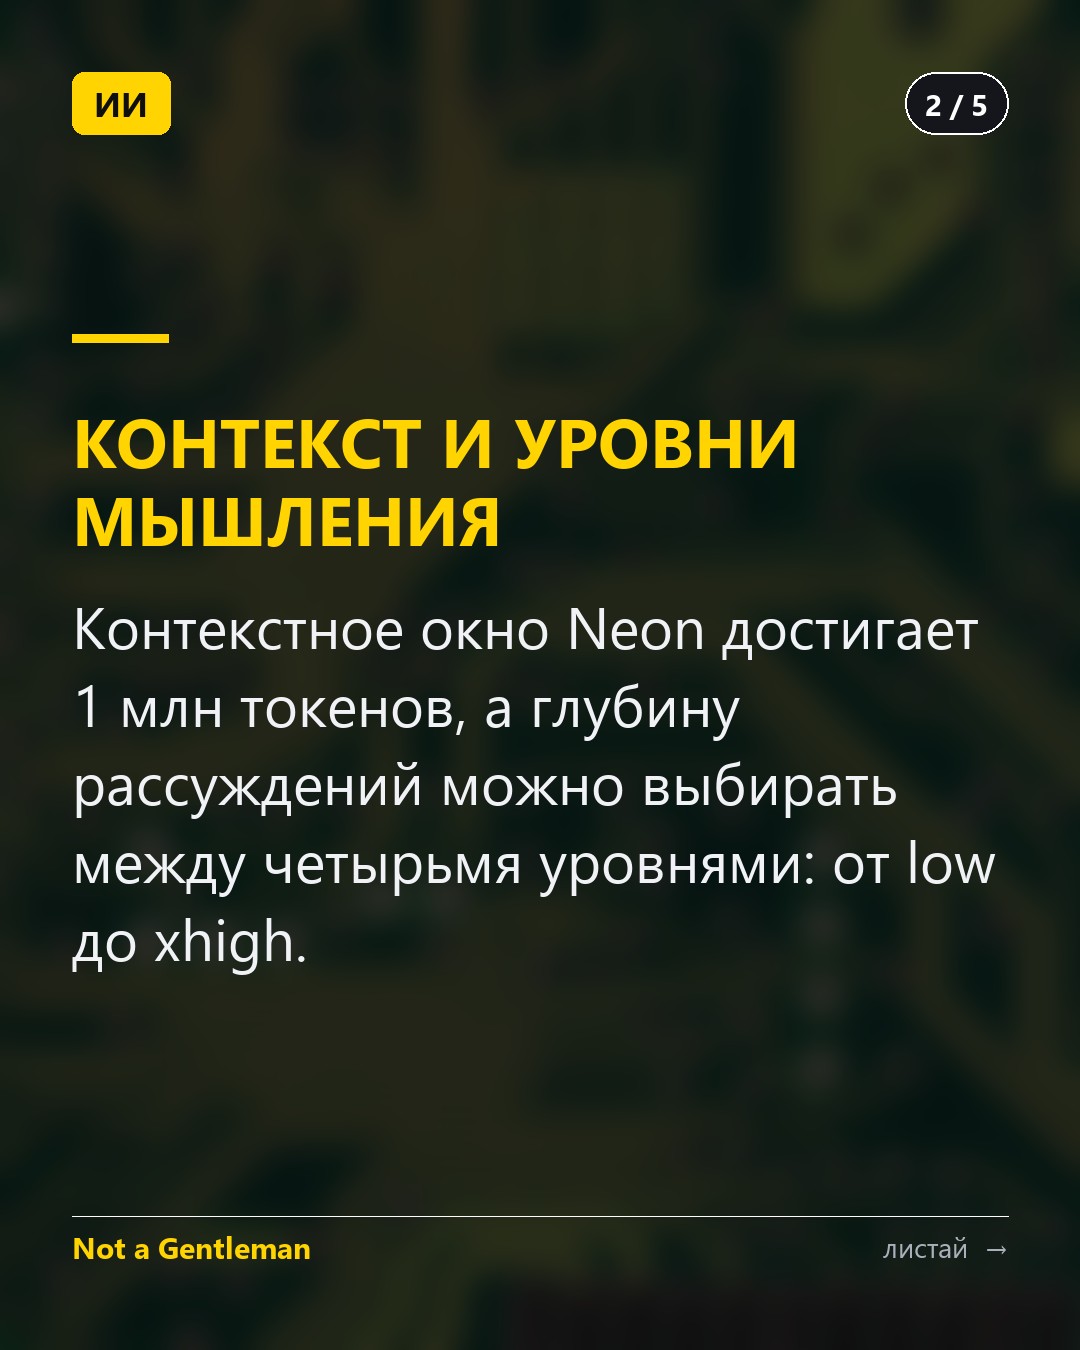 ИИ
2 / 5
КОНТЕКСТ И УРОВНИ
МЫШЛЕНИЯ
Контекстное окно Neon достигает
1 млн токенов, а глубину
рассуждений можно выбирать
между четырьмя уровнями: от low
до xhigh.
Not a Gentleman
листай →